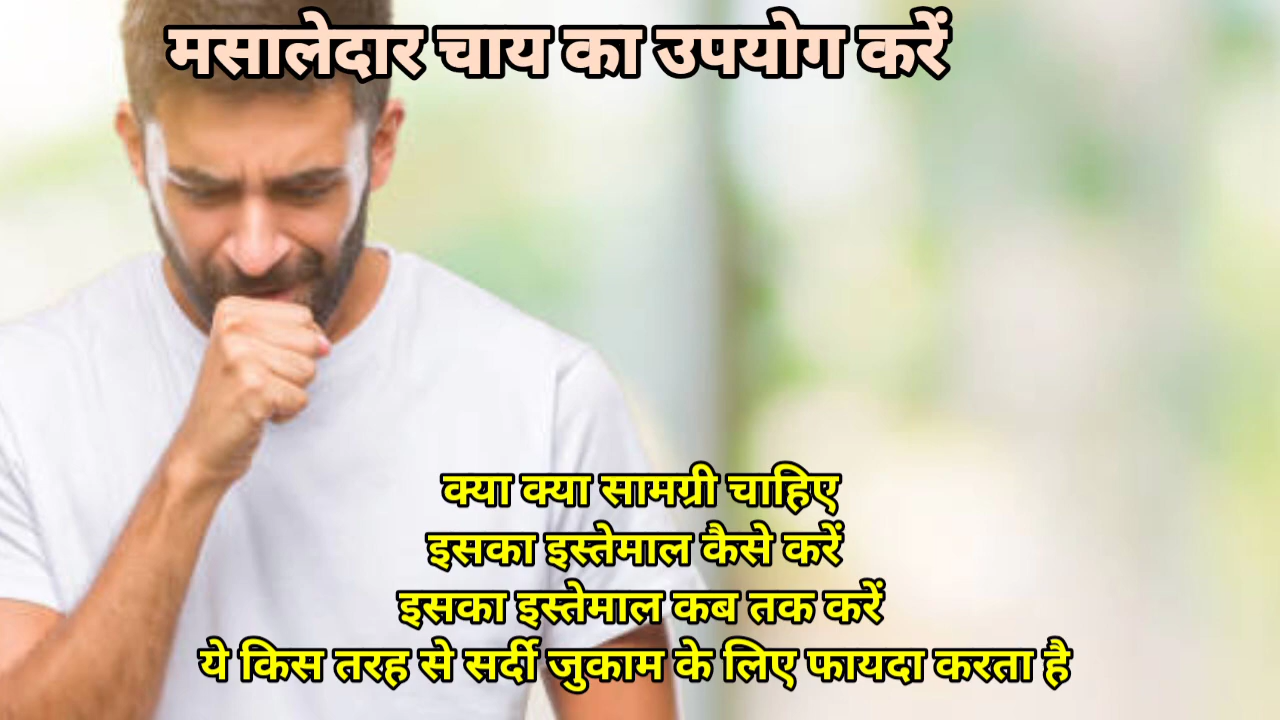 मसालेदार चाय का उपयोग करें
क्या क्या सामग्री चाहिए
इसका इस्तेमाल कैसे करें
इसका इस्तेमाल कब तक करें
ये किस तरह से सर्दी जुकाम के लिए फायदा करता है